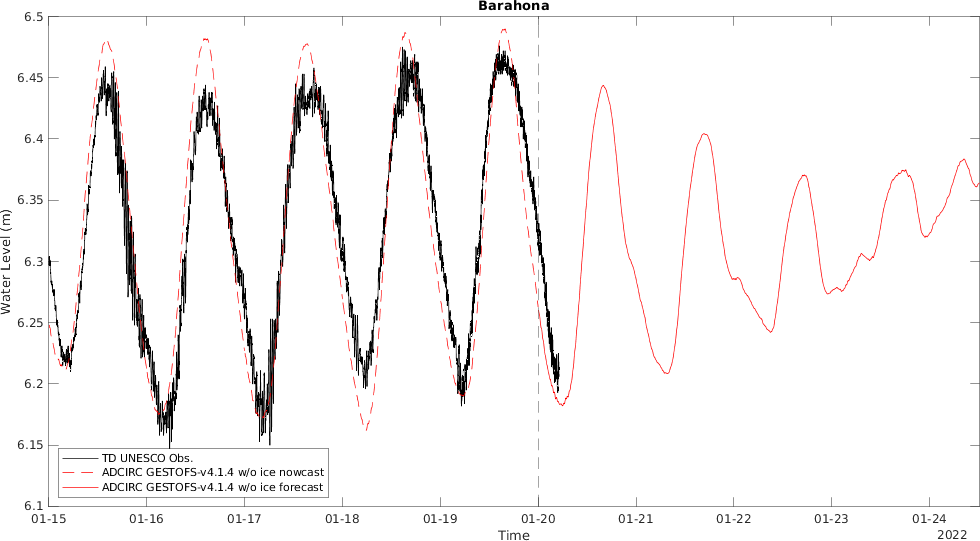 Barahona
6.5
6.45
6.4
6.35
6.3
6.25
6.2
6.15
6.1
Water Level (m)
TD UNESCO Obs.
ADCIRC GESTOFS-v4.1.4 w/o ice nowcast
ADCIRC GESTOFS-v4.1.4 w/o ice forecast
01-15 01-16 01-17 01-18 01-19 01-20 01-21 01-22 01-23 01-24
Time
2022